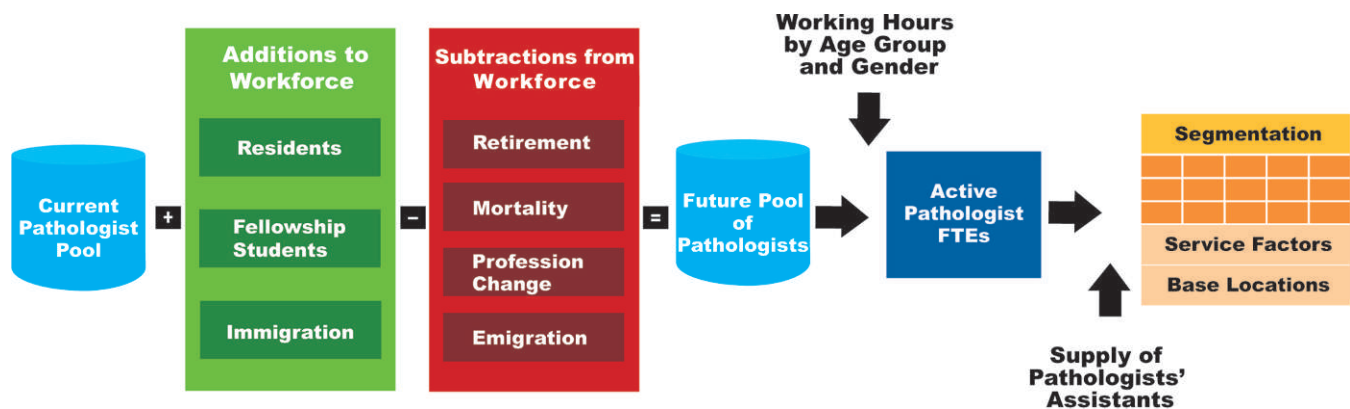 Current
Pathologist
Pool
+
Additions to
Workforce
Residents
Fellowship
Students
Immigration
−
Subtractions from
Workforce
Retirement
Mortality
Profession
Change
Emigration
=
Future Pool
of
Pathologists
Working Hours
by Age Group
and Gender
Active
Pathologist
FTEs
Segmentation
Service Factors
Base Locations
Supply of
Pathologists’
Assistants